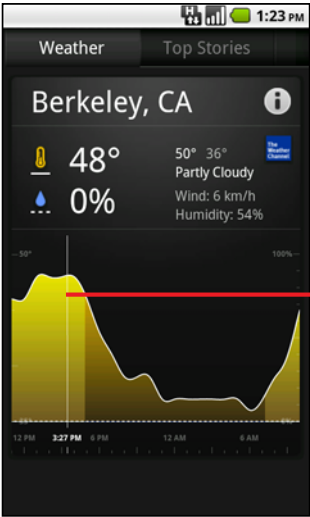 H 1:23 PM
Weather Top Stories
Berkeley, CA i
48° 50° 36° The Weather Channel
Partly Cloudy
0% Wind: 6 km/h
Humidity: 54%
50° 100%
0%
12 PM 3:27 PM 6 PM 12 AM 6 AM